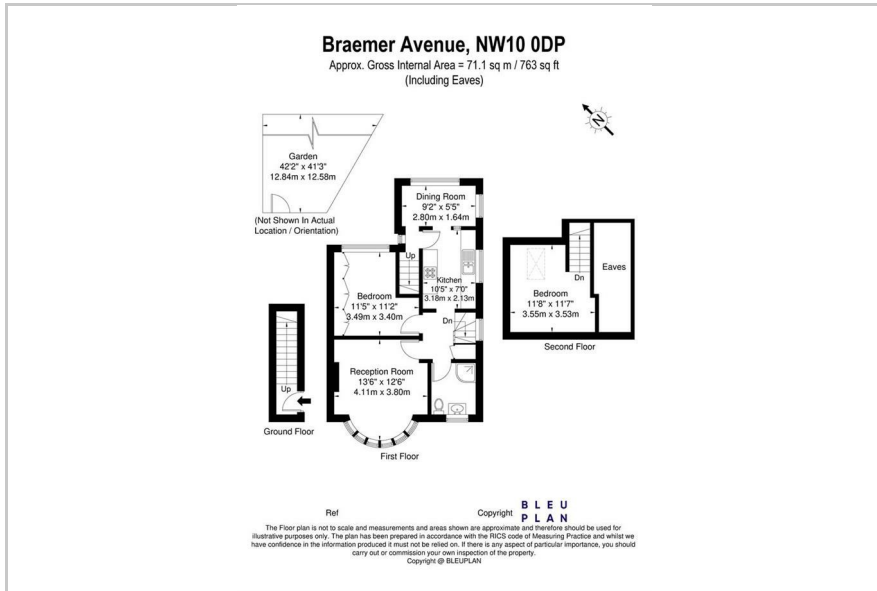 Braemer Avenue, NW10 0DP
Approx. Gross Internal Area = 71.1 sq m / 763 sq ft
(Including Eaves)
N
Garden
42'2" x 41'3"
12.84m x 12.58m
(Not Shown In Actual
Location / Orientation)
Dining Room
9'2" x 5'5"
2.80m x 1.64m
Up
Kitchen
10'5" x 7'0"
3.18m x 2.13m
Bedroom
11'5" x 11'2"
3.49m x 3.40m
Dn
Reception Room
13'6" x 12'6"
4.11m x 3.80m
First Floor
Up
Ground Floor
Dn
Eaves
Bedroom
11'8" x 11'7"
3.55m x 3.53m
Second Floor
Ref
Copyright
BLEU
PLAN
The Floor plan is not to scale and measurements and areas shown are approximate and therefore should be used for
illustrative purposes only. The plan has been prepared in accordance with the RICS code of Measuring Practice and whilst we
have confidence in the information produced it must not be relied on. If there is any aspect of particular importance, you should
carry out or commission your own inspection of the property.
Copyright @ BLEUPLAN